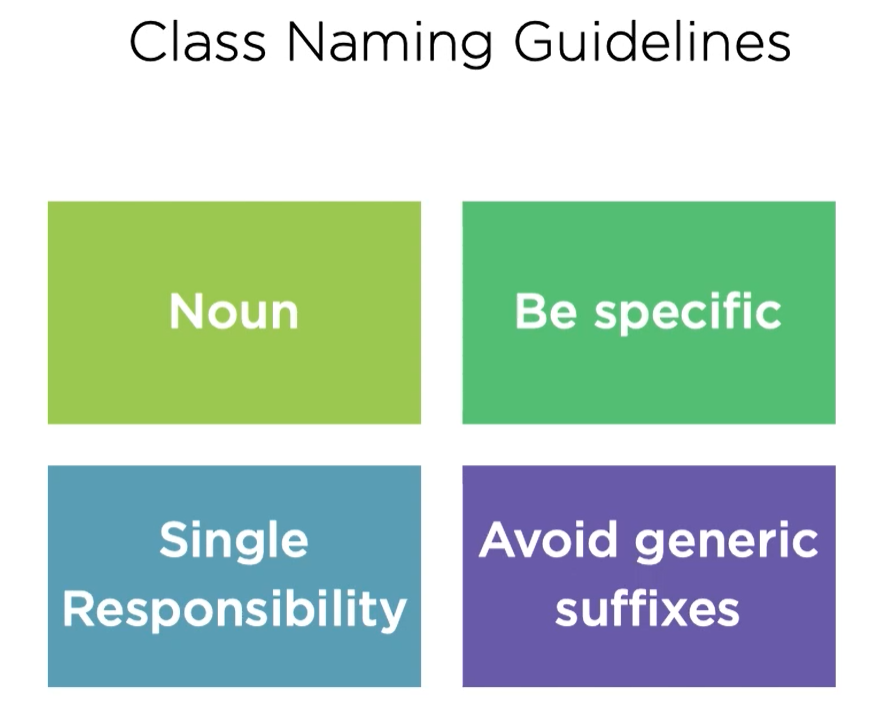 Class Naming Guidelines
Noun
Be specific
Single
Responsibility
Avoid generic
suffixes